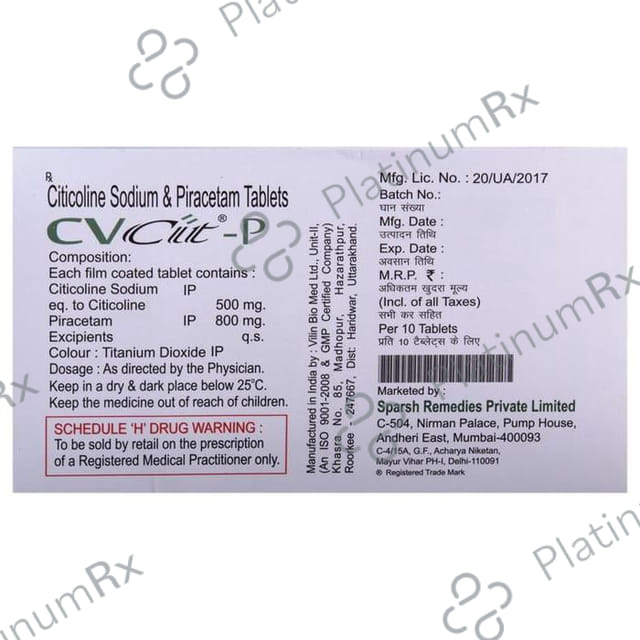 Rx
Citicoline Sodium & Piracetam Tablets
CVCiit® -P
Composition:
Each film coated tablet contains :
Citicoline Sodium IP
eq. to Citicoline 500 mg.
Piracetam IP 800 mg.
Excipients q.s.
Colour : Titanium Dioxide IP
Dosage : As directed by the Physician.
Keep in a dry & dark place below 25°C.
Keep the medicine out of reach of children.
SCHEDULE 'H' DRUG WARNING :
To be sold by retail on the prescription
of a Registered Medical Practitioner only.
Manufactured in India by : Vilin Bio Med Ltd., Unit-II,
(An ISO 9001-2008 & GMP Certified Company)
Khasra No. 85, Madhopur, Hazarathpur,
Roorkee - 247667, Dist: Haridwar, Uttarakhand.
Mfg. Lic. No. : 20/UA/2017
Batch No.:
घान संख्या
Mfg. Date :
उत्पादन तिथि
Exp. Date :
अवसान तिथि
M.R.P. ₹ :
अधिकतम खुदरा मूल्य
(Incl. of all Taxes)
सभी कर सहित
Per 10 Tablets
प्रति 10 टैब्लेट्स के लिए
Marketed by :
Sparsh Remedies Private Limited
C-504, Nirman Palace, Pump House,
Andheri East, Mumbai-400093
C-4/15A, G.F., Acharya Niketan,
Mayur Vihar PH-I, Delhi-110091
® Registered Trade Mark
PlatinumRx
PlatinumRx
PlatinumRx
PlatinumRx
PlatinumRx